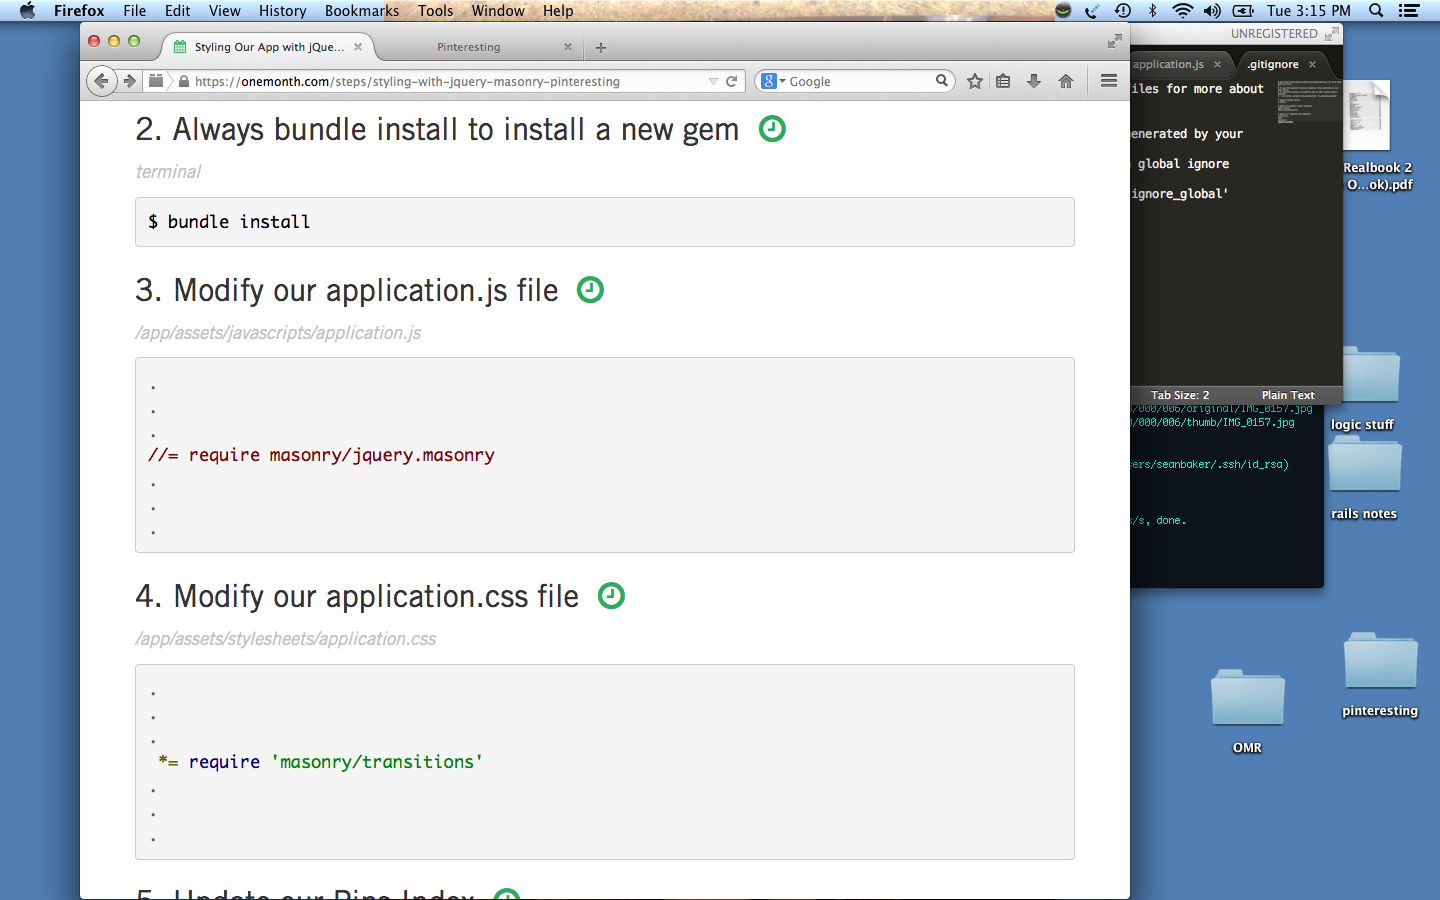 Firefox File Edit View History Bookmarks Tools Window Help Tue 3:15 PM
Styling Our App with jQue... Pinteresting
https://onemonth.com/steps/styling-with-jquery-masonry-pinteresting Google
2. Always bundle install to install a new gem
terminal
$ bundle install
3. Modify our application.js file
/app/assets/javascripts/application.js
.
.
.
//= require masonry/jquery.masonry
.
.
.
4. Modify our application.css file
/app/assets/stylesheets/application.css
.
.
.
*= require 'masonry/transitions'
.
.
.
5. Update our Pins Index
UNREGISTERED
application.js .gitignore
iles for more about
enerated by your
global ignore
ignore_global'
Tab Size: 2 Plain Text
/000/006/original/IMG_0157.jpg
/000/006/thumb/IMG_0157.jpg
ers/seanbaker/.ssh/id_rsa)
/s, done.
Realbook 2
O...ok).pdf
logic stuff
rails notes
pinteresting
OMR